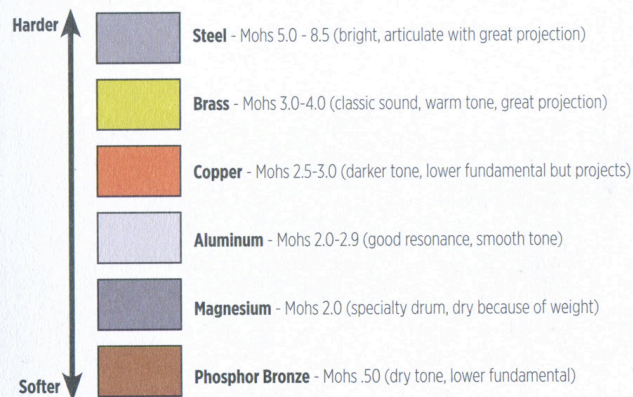 Harder
Steel - Mohs 5.0 - 8.5 (bright, articulate with great projection)
Brass - Mohs 3.0-4.0 (classic sound, warm tone, great projection)
Copper - Mohs 2.5-3.0 (darker tone, lower fundamental but projects)
Aluminum - Mohs 2.0-2.9 (good resonance, smooth tone)
Magnesium - Mohs 2.0 (specialty drum, dry because of weight)
Phosphor Bronze - Mohs .50 (dry tone, lower fundamental)
Softer